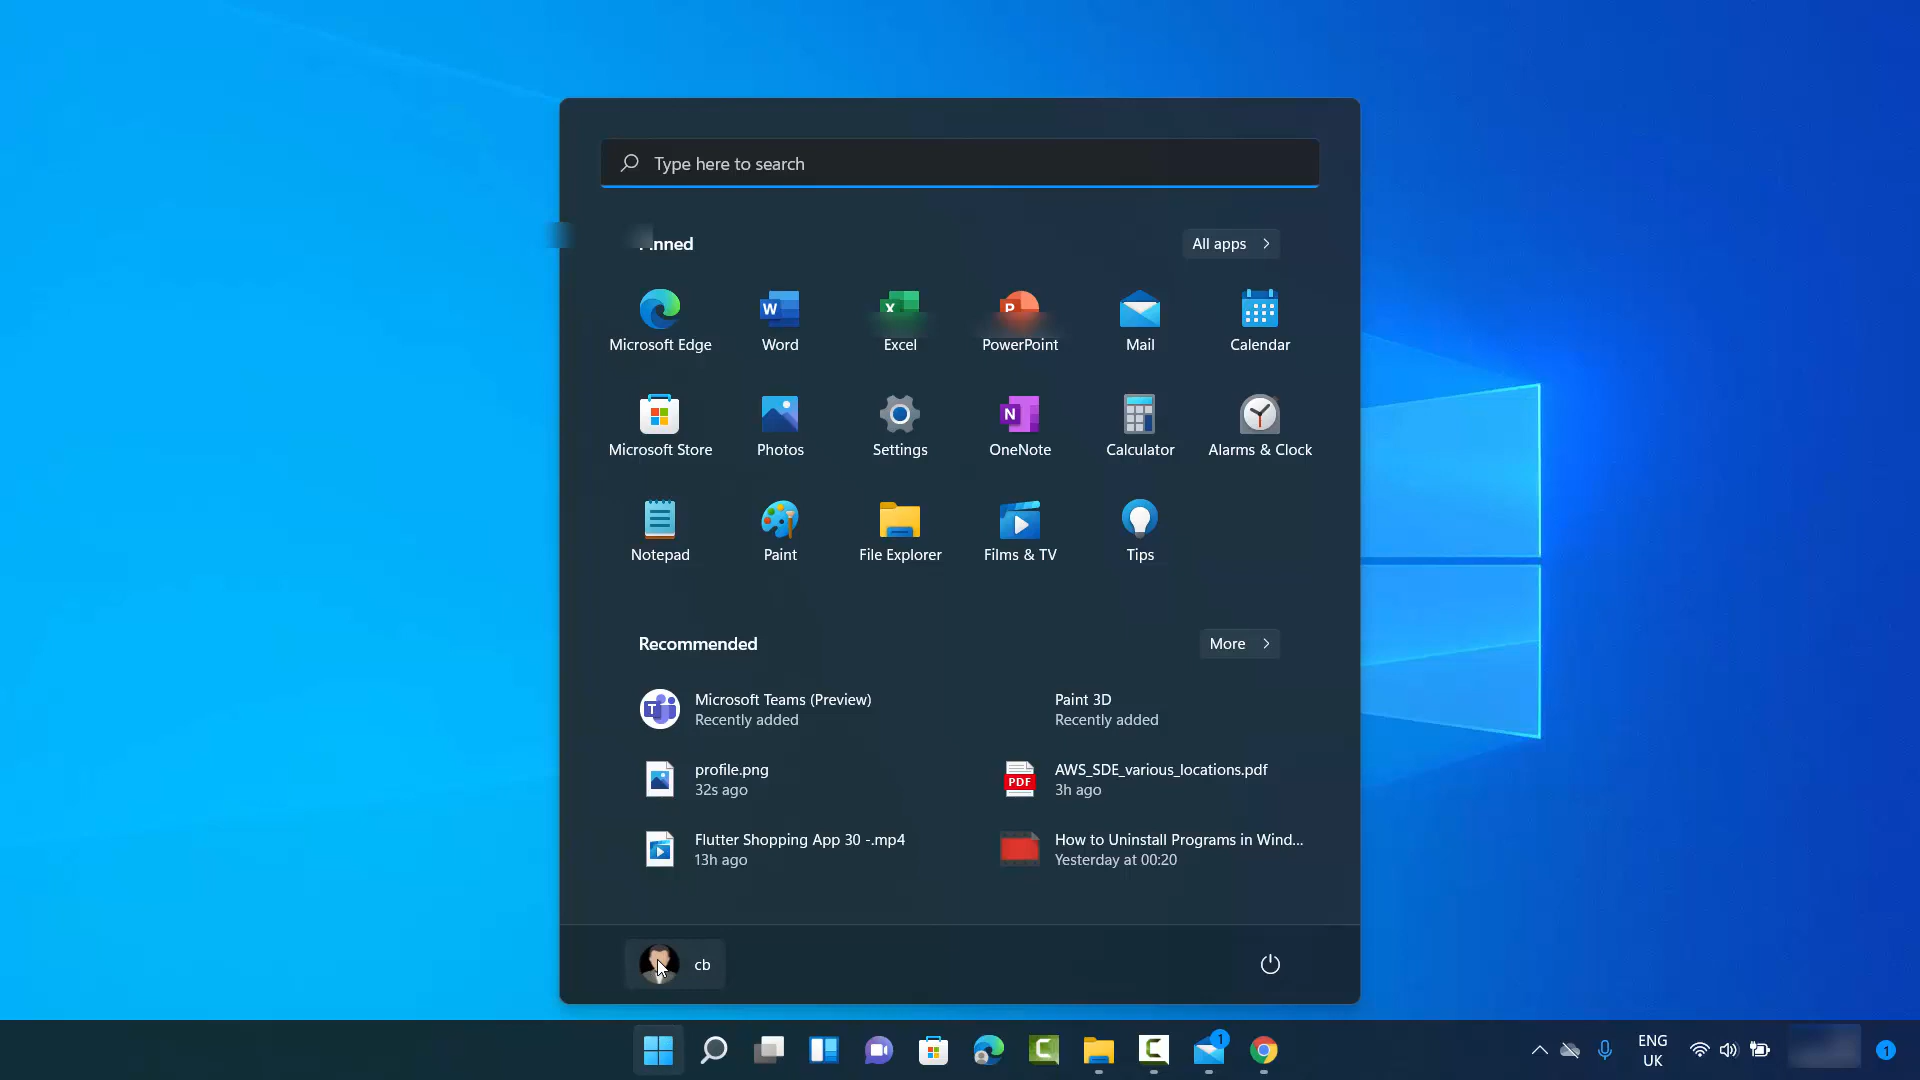 Type here to search
nned
All apps
Microsoft Edge
Word
Excel
PowerPoint
Mail
Calendar
Microsoft Store
Photos
Settings
OneNote
Calculator
Alarms & Clock
Notepad
Paint
File Explorer
Films & TV
Tips
Recommended
More
Microsoft Teams (Preview)
Recently added
Paint 3D
Recently added
profile.png
32s ago
AWS_SDE_various_locations.pdf
3h ago
Flutter Shopping App 30 -.mp4
13h ago
How to Uninstall Programs in Wind...
Yesterday at 00:20
cb
1
ENG
UK
1